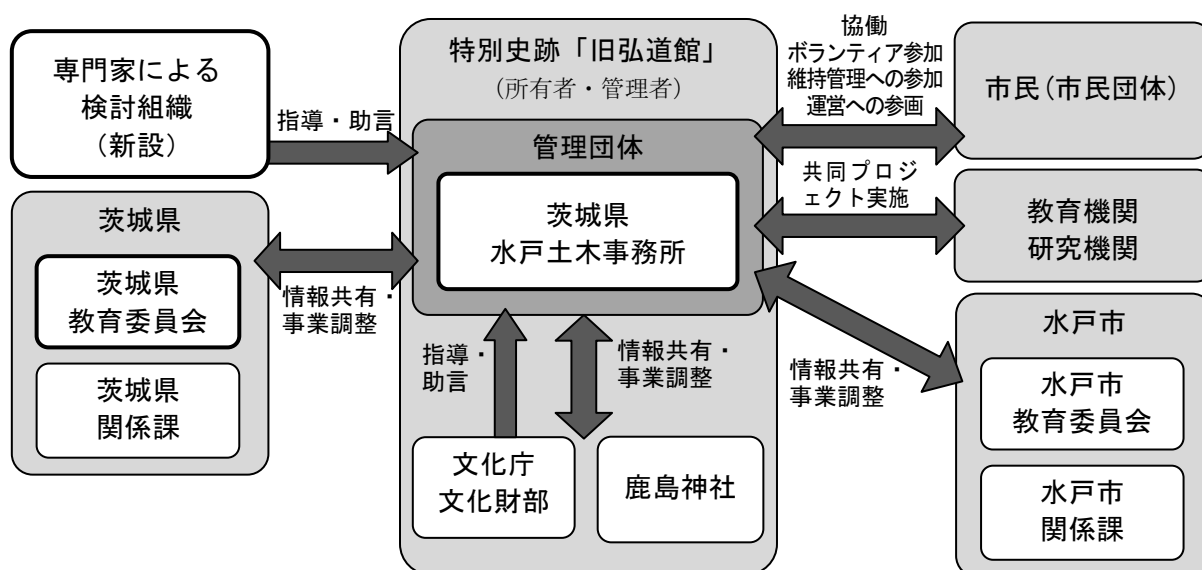 専門家による
検討組織
(新設)
指導・助言
茨城県
茨城県
教育委員会
茨城県
関係課
情報共有・
事業調整
特別史跡「旧弘道館」
(所有者・管理者)
管理団体
茨城県
水戸土木事務所
指導・
助言
情報共有・
事業調整
文化庁
文化財部
鹿島神社
協働
ボランティア参加
維持管理への参加
運営への参画
市民(市民団体)
共同プロジ
ェクト実施
教育機関
研究機関
情報共有・
事業調整
水戸市
水戸市
教育委員会
水戸市
関係課